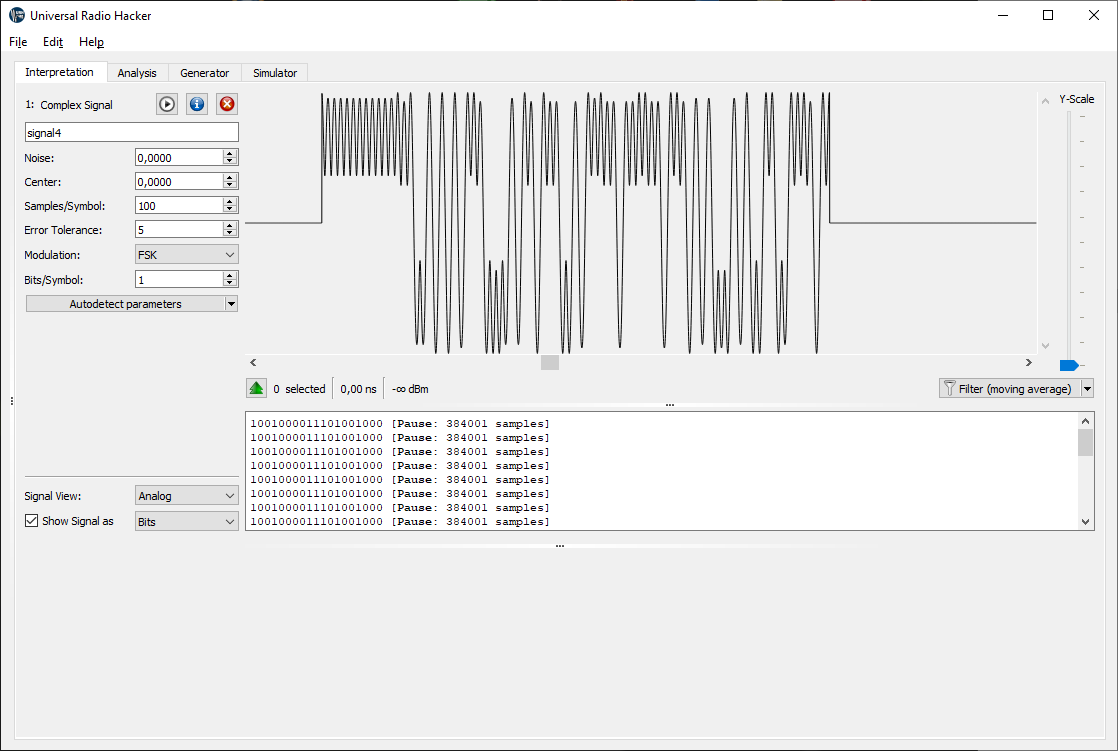 Universal Radio Hacker
File Edit Help
Interpretation Analysis Generator Simulator
1: Complex Signal
signal4
Noise: 0,0000
Center: 0,0000
Samples/Symbol: 100
Error Tolerance: 5
Modulation: FSK
Bits/Symbol: 1
Autodetect parameters
Y-Scale
0 selected 0,00 ns -∞ dBm Filter (moving average)
1001000011101001000 [Pause: 384001 samples]
1001000011101001000 [Pause: 384001 samples]
1001000011101001000 [Pause: 384001 samples]
1001000011101001000 [Pause: 384001 samples]
1001000011101001000 [Pause: 384001 samples]
1001000011101001000 [Pause: 384001 samples]
1001000011101001000 [Pause: 384001 samples]
1001000011101001000 [Pause: 384001 samples]
Signal View: Analog
Show Signal as Bits